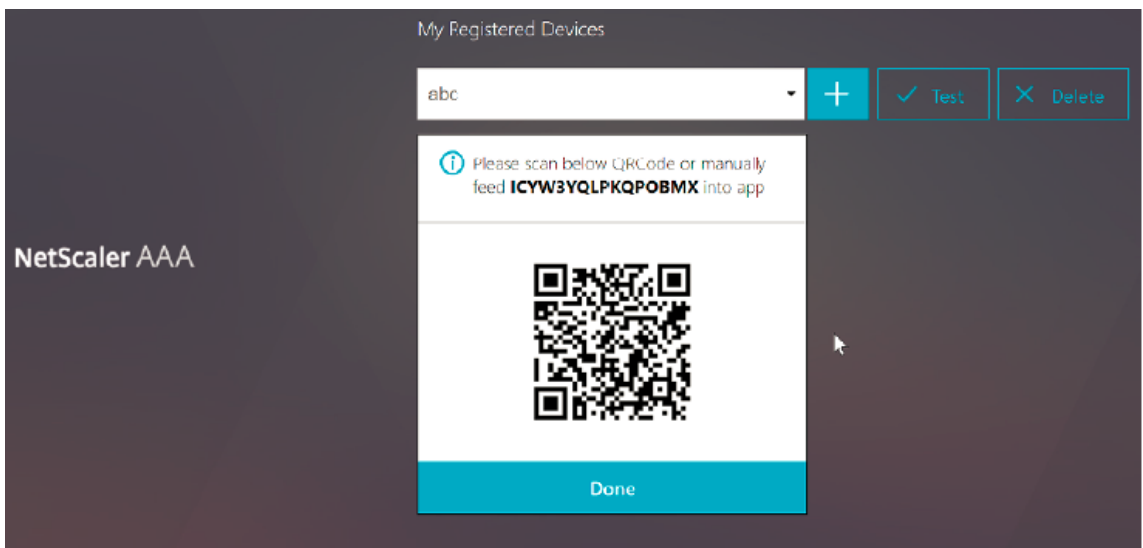 My Registered Devices
abc
Test
Delete
Please scan below QRCode or manually
feed ICYW3YQLPKQPOBMX into app
NetScaler AAA
Done